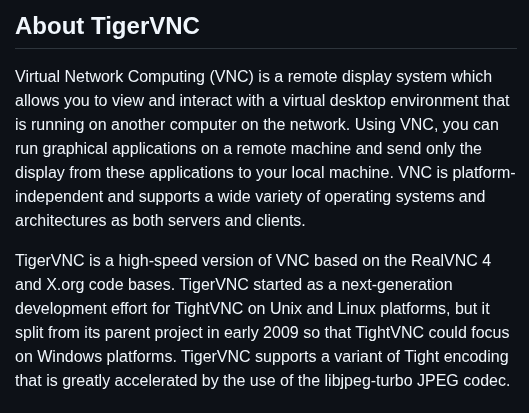 About TigerVNC
Virtual Network Computing (VNC) is a remote display system which
allows you to view and interact with a virtual desktop environment that
is running on another computer on the network. Using VNC, you can
run graphical applications on a remote machine and send only the
display from these applications to your local machine. VNC is platform-
independent and supports a wide variety of operating systems and
architectures as both servers and clients.
TigerVNC is a high-speed version of VNC based on the RealVNC 4
and X.org code bases. TigerVNC started as a next-generation
development effort for TightVNC on Unix and Linux platforms, but it
split from its parent project in early 2009 so that TightVNC could focus
on Windows platforms. TigerVNC supports a variant of Tight encoding
that is greatly accelerated by the use of the libjpeg-turbo JPEG codec.